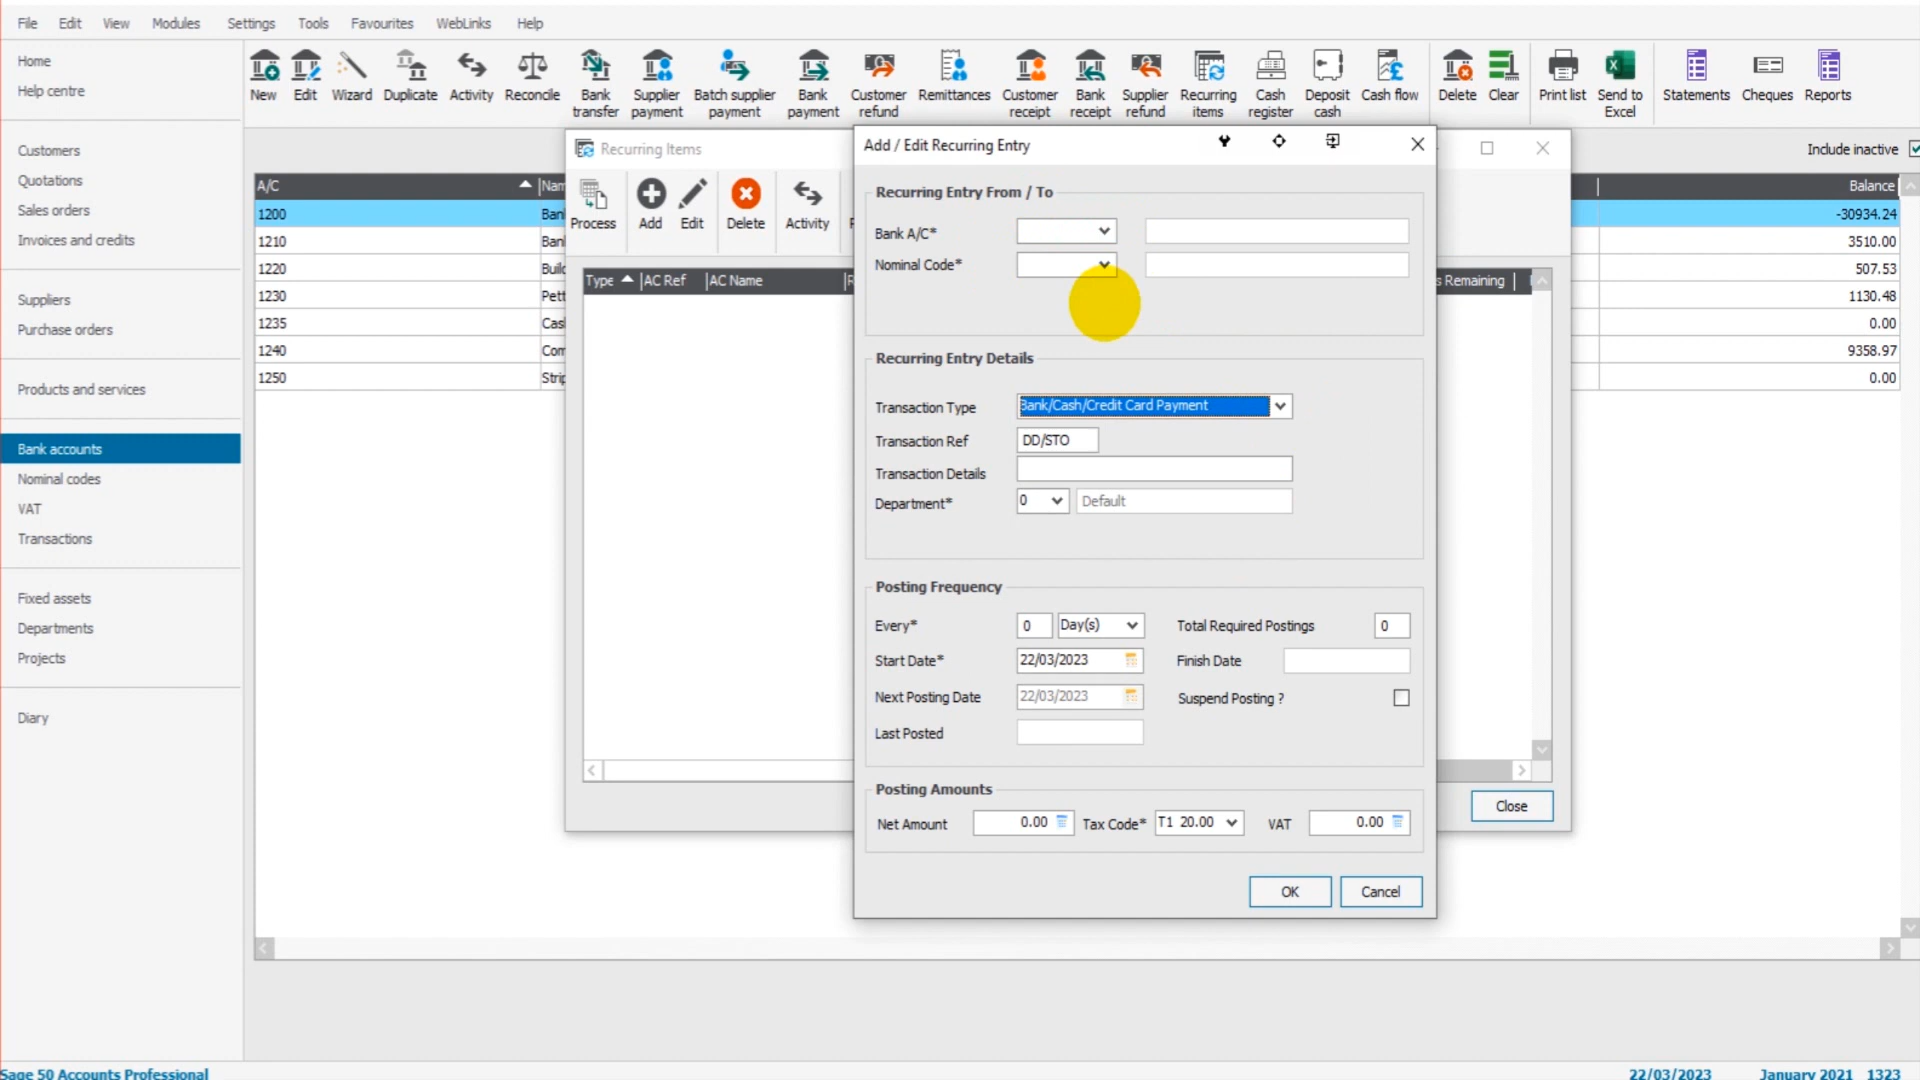 File Edit View Modules Settings Tools Favourites WebLinks Help
Home
Help centre
Customers
Quotations
Sales orders
Invoices and credits
Suppliers
Purchase orders
Products and services
Bank accounts
Nominal codes
VAT
Transactions
Fixed assets
Departments
Projects
Diary
New Edit Wizard Duplicate Activity Reconcile Bank transfer Supplier payment Batch supplier payment Bank payment Customer refund Remittances Customer receipt Bank receipt Supplier refund Recurring items Cash register Deposit cash Cash flow Delete Clear Print list Send to Excel Statements Cheques Reports
Include inactive
A/C Nam Balance
1200 Ban -30934.24
1210 Ban 3510.00
1220 Build 507.53
1230 Pett 1130.48
1235 Cas 0.00
1240 Com 9358.97
1250 Strip 0.00
Recurring Items
Process Add Edit Delete Activity
Type AC Ref AC Name R s Remaining
Close
Add / Edit Recurring Entry
Recurring Entry From / To
Bank A/C*
Nominal Code*
Recurring Entry Details
Transaction Type Bank/Cash/Credit Card Payment
Transaction Ref DD/STO
Transaction Details
Department* 0 Default
Posting Frequency
Every* 0 Day(s) Total Required Postings 0
Start Date* 22/03/2023 Finish Date
Next Posting Date 22/03/2023 Suspend Posting ?
Last Posted
Posting Amounts
Net Amount 0.00 Tax Code* T1 20.00 VAT 0.00
OK Cancel
Sage 50 Accounts Professional 22/03/2023 January 2021 1323